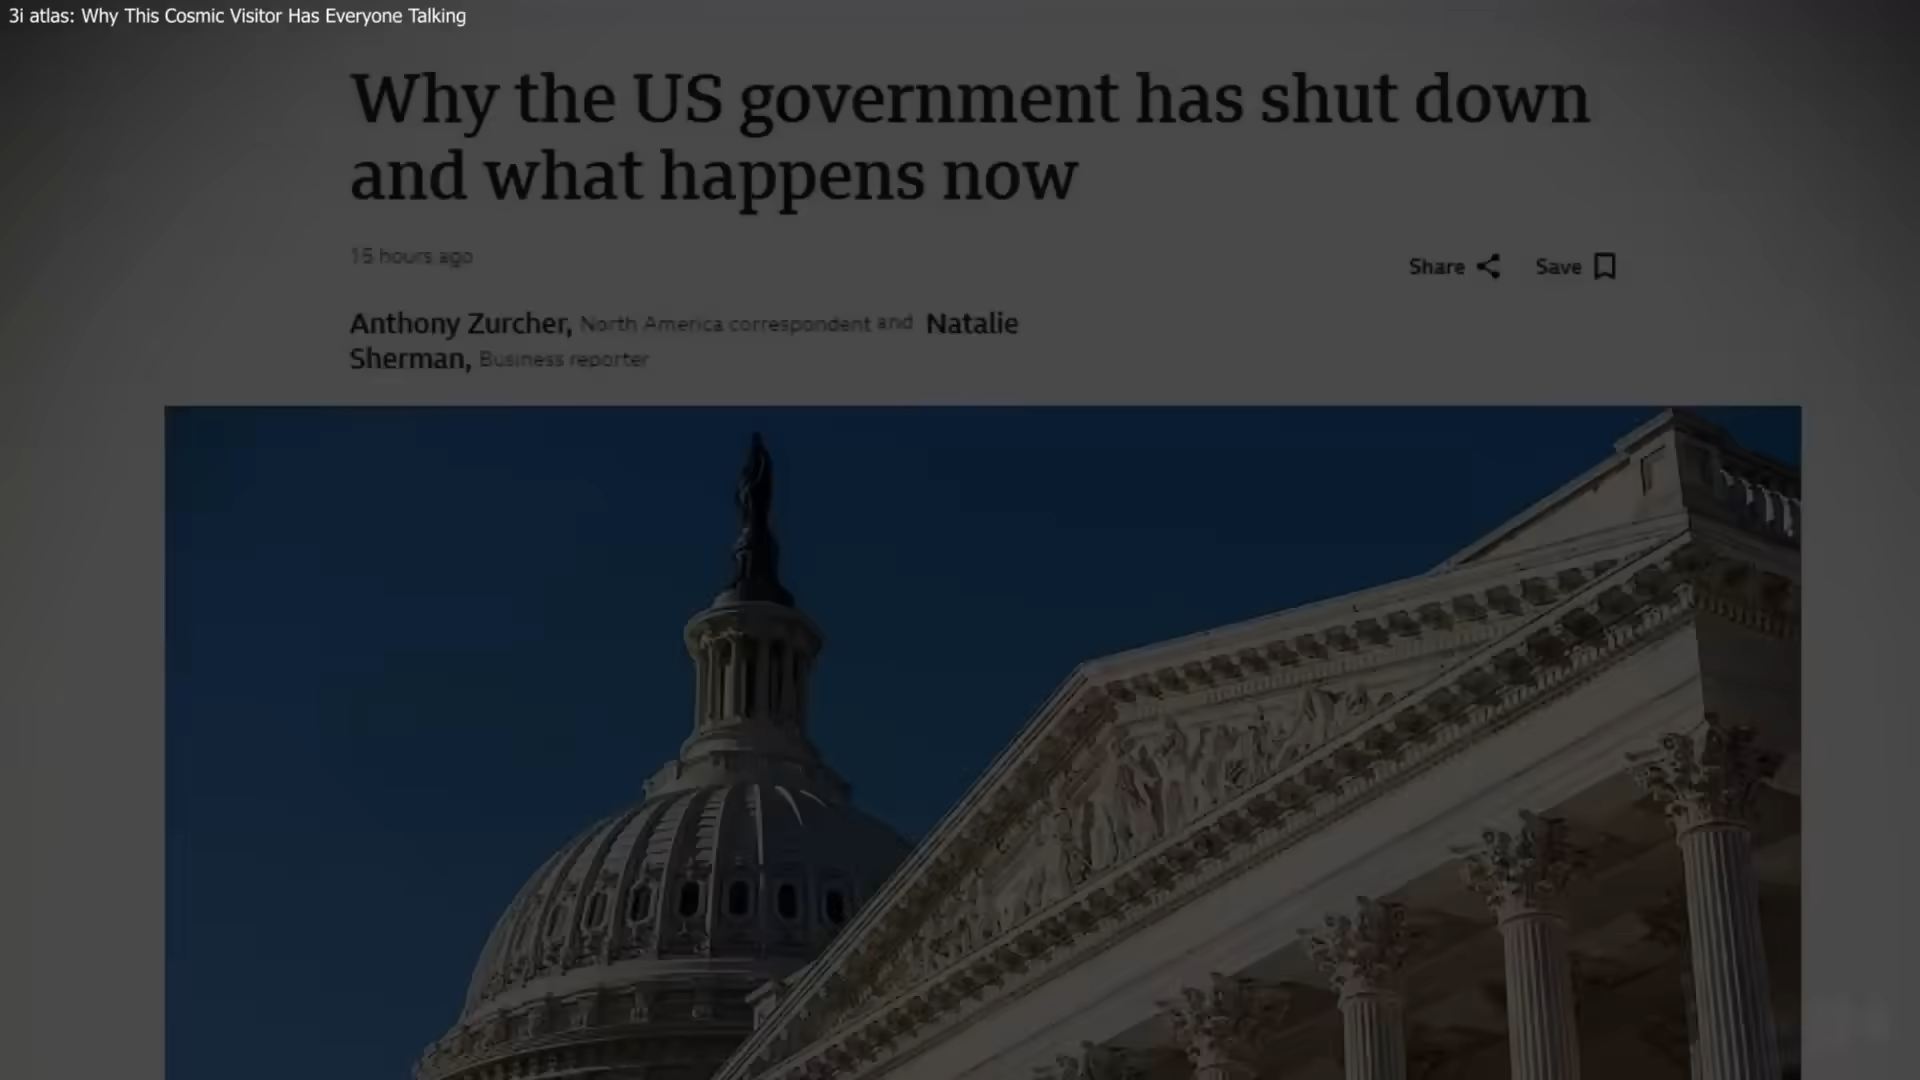 3i atlas: Why This Cosmic Visitor Has Everyone Talking
Why the US government has shut down
and what happens now
15 hours ago
Share Save
Anthony Zurcher, North America correspondent and Natalie
Sherman, Business reporter